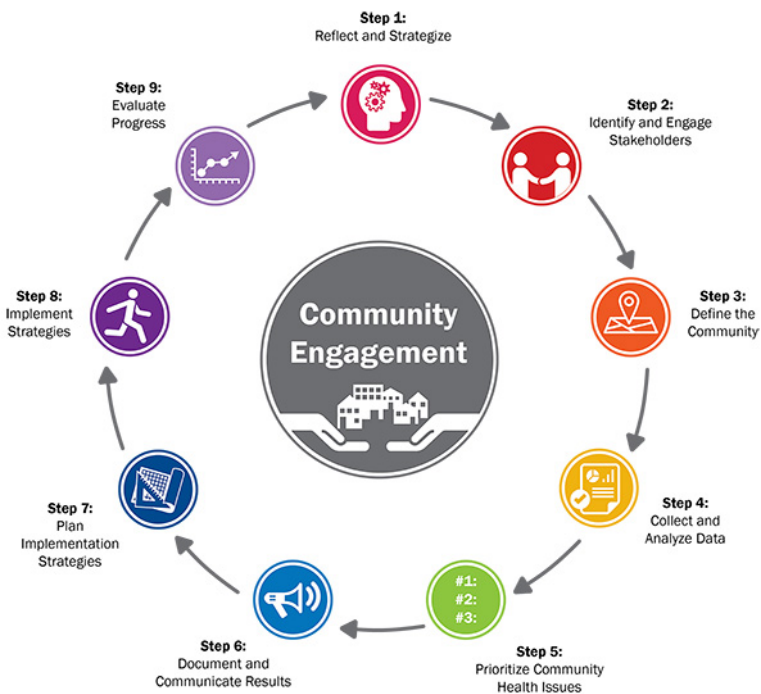 Step 1:
Reflect and Strategize
Step 2:
Identify and Engage
Stakeholders
Step 3:
Define the
Community
Step 4:
Collect and
Analyze Data
#1:
#2:
#3:
Step 5:
Prioritize Community
Health Issues
Step 6:
Document and
Communicate Results
Step 7:
Plan
Implementation
Strategies
Step 8:
Implement
Strategies
Step 9:
Evaluate
Progress
Community
Engagement